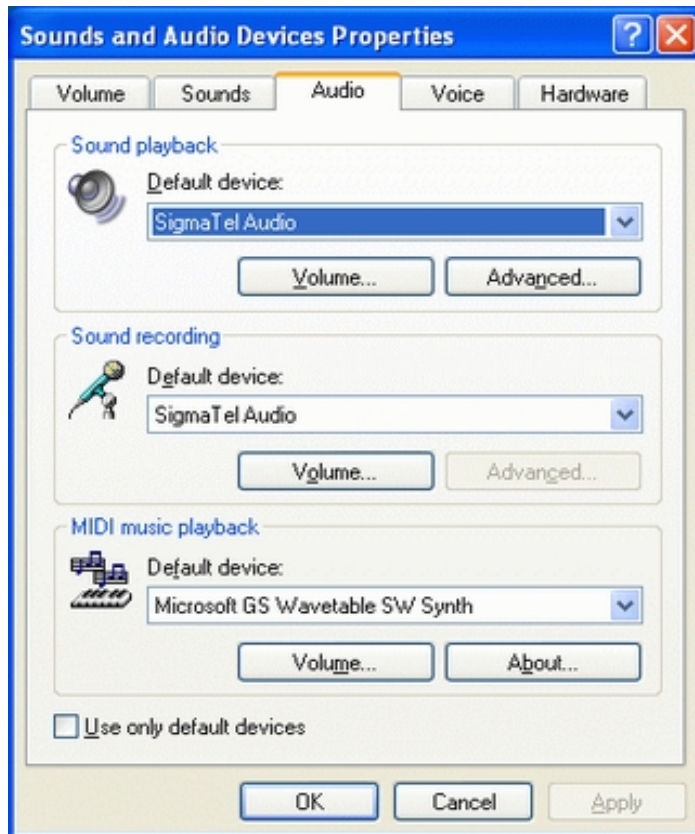 Sounds and Audio Devices Properties
Volume Sounds Audio Voice Hardware
Sound playback
Default device:
SigmaTel Audio
Volume... Advanced...
Sound recording
Default device:
SigmaTel Audio
Volume... Advanced...
MIDI music playback
Default device:
Microsoft GS Wavetable SW Synth
Volume... About...
Use only default devices
OK Cancel Apply